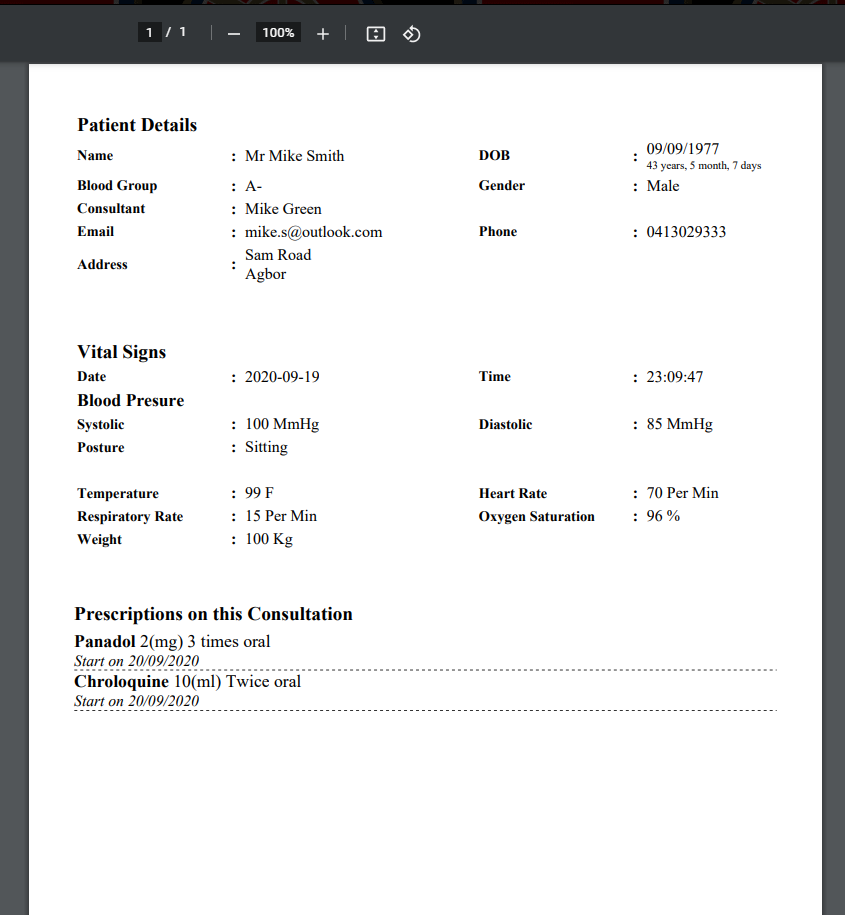 1 / 1 100%
Patient Details
Name : Mr Mike Smith DOB : 09/09/1977
43 years, 5 month, 7 days
Blood Group : A- Gender : Male
Consultant : Mike Green
Email : mike.s@outlook.com Phone : 0413029333
Address : Sam Road
Agbor
Vital Signs
Date : 2020-09-19 Time : 23:09:47
Blood Presure
Systolic : 100 MmHg Diastolic : 85 MmHg
Posture : Sitting
Temperature : 99 F Heart Rate : 70 Per Min
Respiratory Rate : 15 Per Min Oxygen Saturation : 96 %
Weight : 100 Kg
Prescriptions on this Consultation
Panadol 2(mg) 3 times oral
Start on 20/09/2020
Chroloquine 10(ml) Twice oral
Start on 20/09/2020